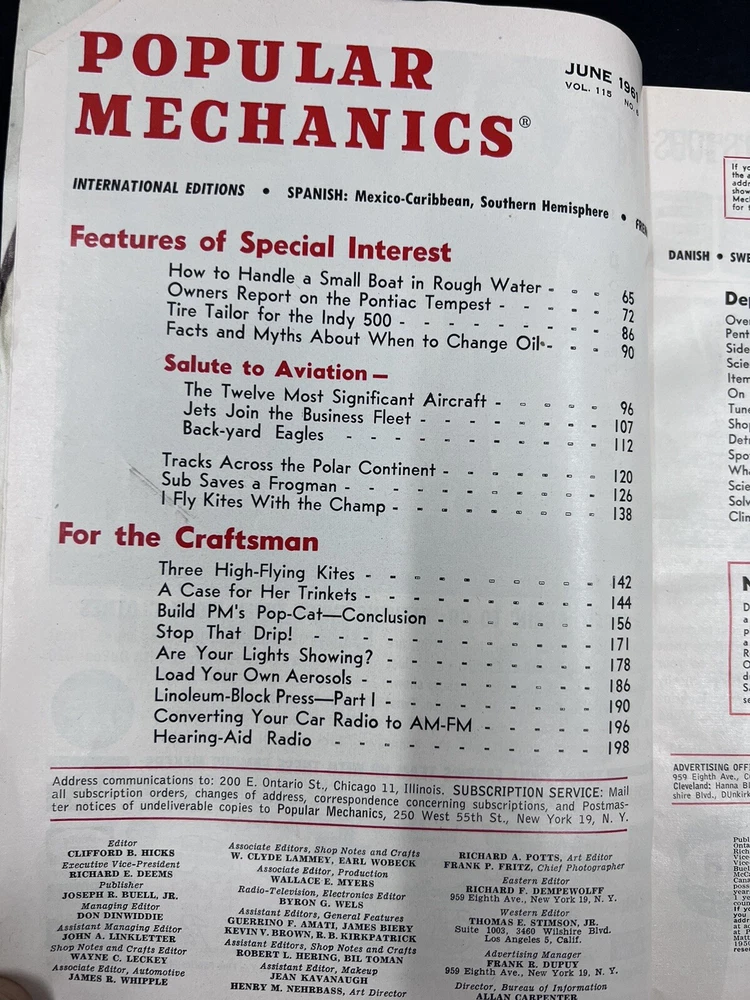 POPULAR
MECHANICS®
JUNE 1961
VOL. 115 NO. 6
INTERNATIONAL EDITIONS • SPANISH: Mexico-Caribbean, Southern Hemisphere •
Features of Special Interest
How to Handle a Small Boat in Rough Water - - - 65
Owners Report on the Pontiac Tempest - - - - - 72
Tire Tailor for the Indy 500 - - - - - - - - 86
Facts and Myths About When to Change Oil - - - 90
Salute to Aviation—
The Twelve Most Significant Aircraft - - - - - 96
Jets Join the Business Fleet - - - - - - - - 107
Back-yard Eagles - - - - - - - - - - 112
Tracks Across the Polar Continent - - - - - - 120
Sub Saves a Frogman - - - - - - - - - 126
I Fly Kites With the Champ - - - - - - - - 138
For the Craftsman
Three High-Flying Kites - - - - - - - - - 142
A Case for Her Trinkets - - - - - - - - - 144
Build PM's Pop-Cat—Conclusion - - - - - - 156
Stop That Drip! - - - - - - - - - - - 171
Are Your Lights Showing? - - - - - - - - 178
Load Your Own Aerosols - - - - - - - - - 186
Linoleum-Block Press—Part I - - - - - - - - 190
Converting Your Car Radio to AM-FM - - - - - 196
Hearing-Aid Radio - - - - - - - - - - 198
Address communications to: 200 E. Ontario St., Chicago 11, Illinois. SUBSCRIPTION SERVICE: Mail
all subscription orders, changes of address, correspondence concerning subscriptions, and Postmas-
ter notices of undeliverable copies to Popular Mechanics, 250 West 55th St., New York 19, N. Y.
Editor
CLIFFORD B. HICKS
Executive Vice-President
RICHARD E. DEEMS
Publisher
JOSEPH R. BUELL, JR.
Managing Editor
DON DINWIDDIE
Assistant Managing Editor
JOHN A. LINKLETTER
Shop Notes and Crafts Editor
WAYNE C. LECKEY
Associate Editor, Automotive
JAMES R. WHIPPLE
Associate Editors, Shop Notes and Crafts
W. CLYDE LAMMEY, EARL WOBECK
Associate Editor, Production
WALLACE E. MYERS
Radio-Television, Electronics Editor
BYRON G. WELS
Assistant Editors, General Features
GUERRINO F. AMATI, JAMES BIERY
KEVIN V. BROWN, R. B. KIRKPATRICK
Assistant Editors, Shop Notes and Crafts
ROBERT L. HERING, BIL TOMAN
Assistant Editor, Makeup
JEAN KAVANAUGH
HENRY M. NEHRBASS, Art Director
RICHARD A. POTTS, Art Editor
FRANK P. FRITZ, Chief Photographer
Eastern Editor
RICHARD F. DEMPEWOLFF
959 Eighth Ave., New York 19, N. Y.
Western Editor
THOMAS E. STIMSON, JR.
Suite 1003, 3460 Wilshire Blvd.
Los Angeles 5, Calif.
Advertising Manager
FRANK R. DUPUY
959 Eighth Ave., New York 19, N. Y.
Director, Bureau of Information
ALLAN CARPENTER
DANISH •
ADVERTISING
959 Eighth Ave.,
Cleveland: Hanna